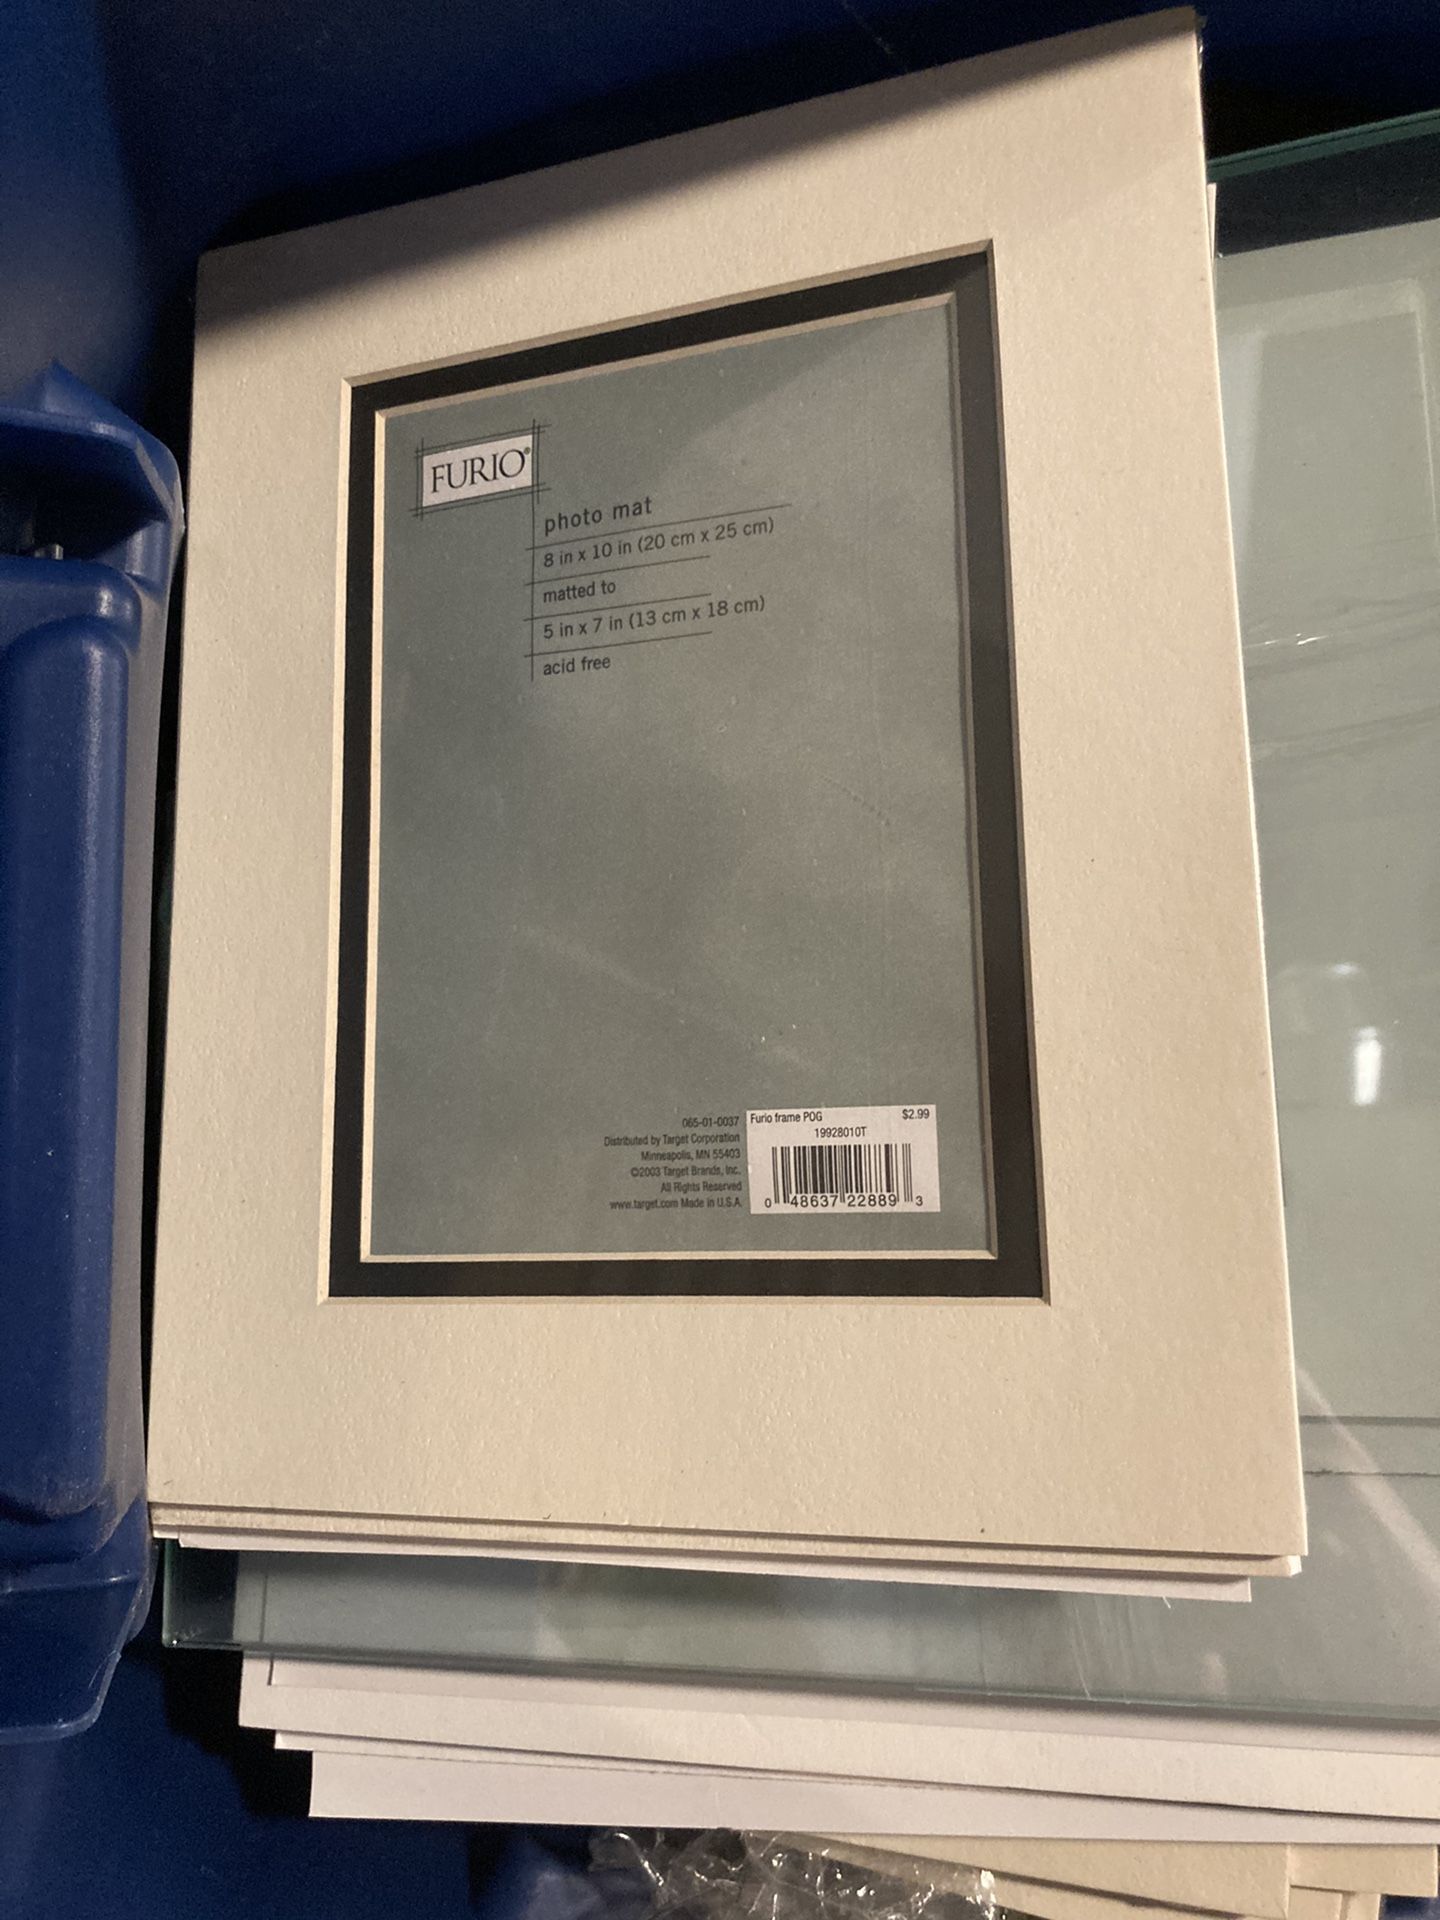 FURIO®
photo mat
8 in x 10 in (20 cm x 25 cm)
matted to
5 in x 7 in (13 cm x 18 cm)
acid free
065-01-0037
Distributed by Target Corporation
Minneapolis, MN 55403
©2003 Target Brands, Inc.
All Rights Reserved
www.target.com Made in U.S.A.
Furio frame POG $2.99
19928010T
0 48637 22889 3